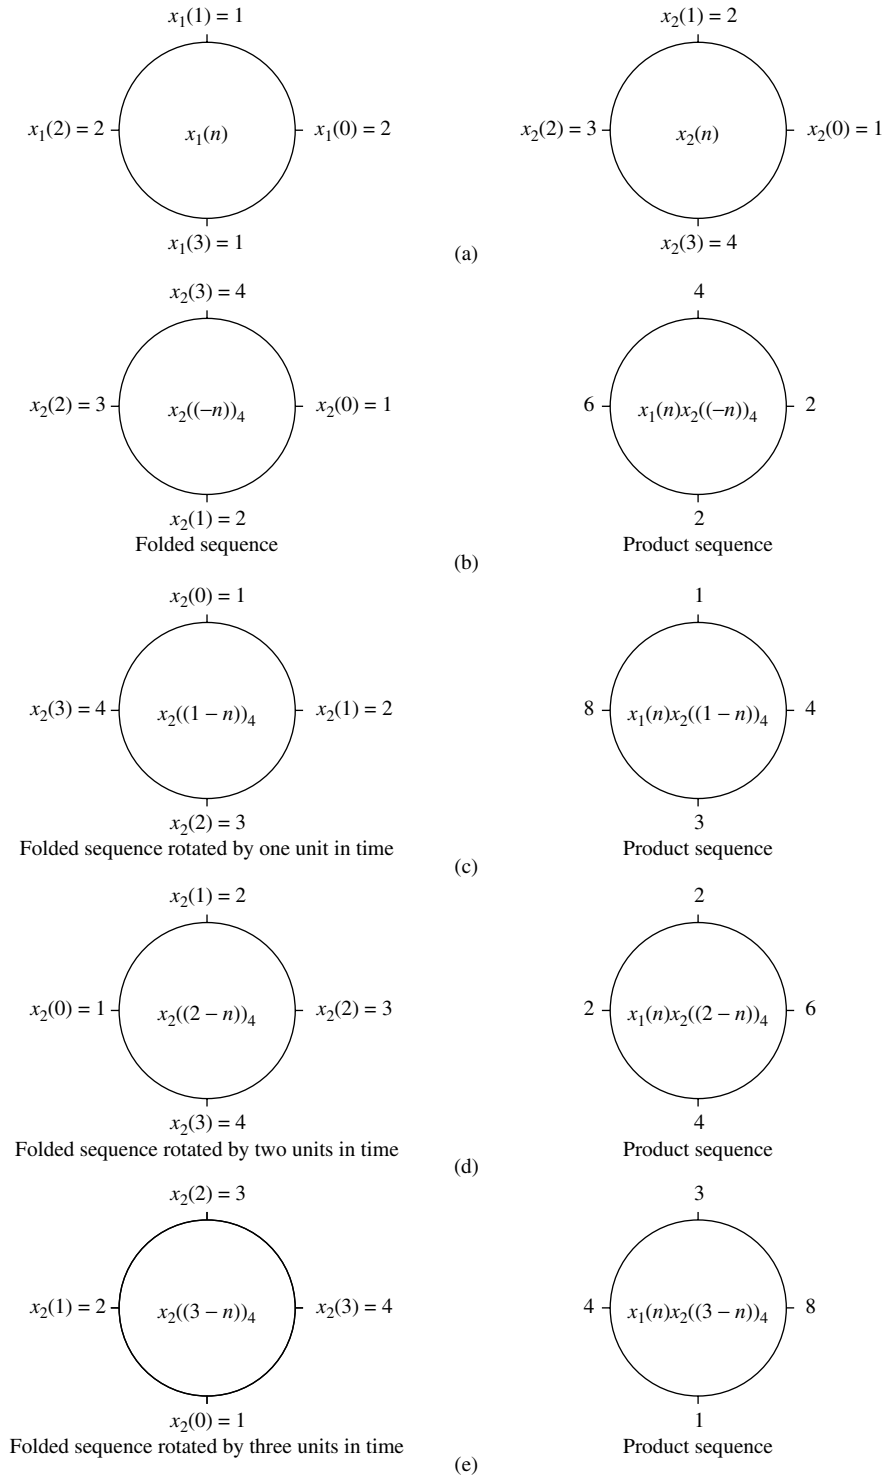 x₁(1) = 1
x₂(1) = 2
x₁(2) = 2
x₁(n)
x₁(0) = 2
x₂(2) = 3
x₂(n)
x₂(0) = 1
x₁(3) = 1
x₂(3) = 4
(a)
x₂(3) = 4
4
x₂(2) = 3
x₂((−n))₄
x₂(0) = 1
6
x₁(n)x₂((−n))₄
2
x₂(1) = 2
2
Folded sequence
Product sequence
(b)
x₂(0) = 1
1
x₂(3) = 4
x₂((1 − n))₄
x₂(1) = 2
8
x₁(n)x₂((1 − n))₄
4
x₂(2) = 3
3
Folded sequence rotated by one unit in time
Product sequence
(c)
x₂(1) = 2
2
x₂(0) = 1
x₂((2 − n))₄
x₂(2) = 3
2
x₁(n)x₂((2 − n))₄
6
x₂(3) = 4
4
Folded sequence rotated by two units in time
Product sequence
(d)
x₂(2) = 3
3
x₂(1) = 2
x₂((3 − n))₄
x₂(3) = 4
4
x₁(n)x₂((3 − n))₄
8
x₂(0) = 1
1
Folded sequence rotated by three units in time
Product sequence
(e)